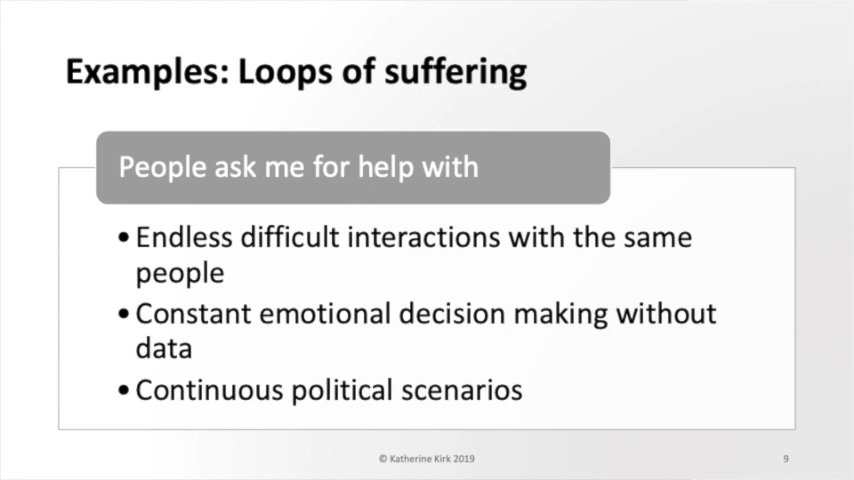 Examples: Loops of suffering
People ask me for help with
•Endless difficult interactions with the same
people
•Constant emotional decision making without
data
•Continuous political scenarios
© Katherine Kirk 2019
9